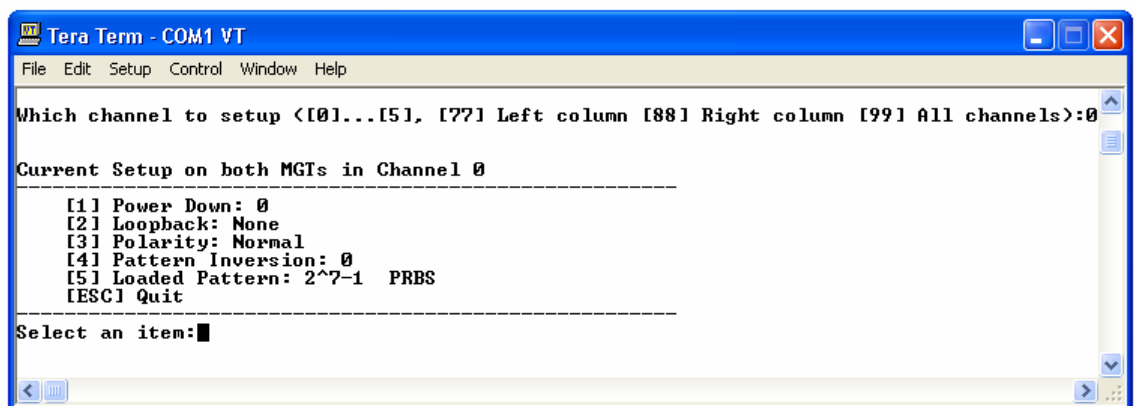 Tera Term - COM1 VT
File Edit Setup Control Window Help
Which channel to setup ([0]...[5], [77] Left column [88] Right column [99] All channels):0
Current Setup on both MGTs in Channel 0
--------------------------------------------------------
[1] Power Down: 0
[2] Loopback: None
[3] Polarity: Normal
[4] Pattern Inversion: 0
[5] Loaded Pattern: 2^7-1 PRBS
[ESC] Quit
--------------------------------------------------------
Select an item: